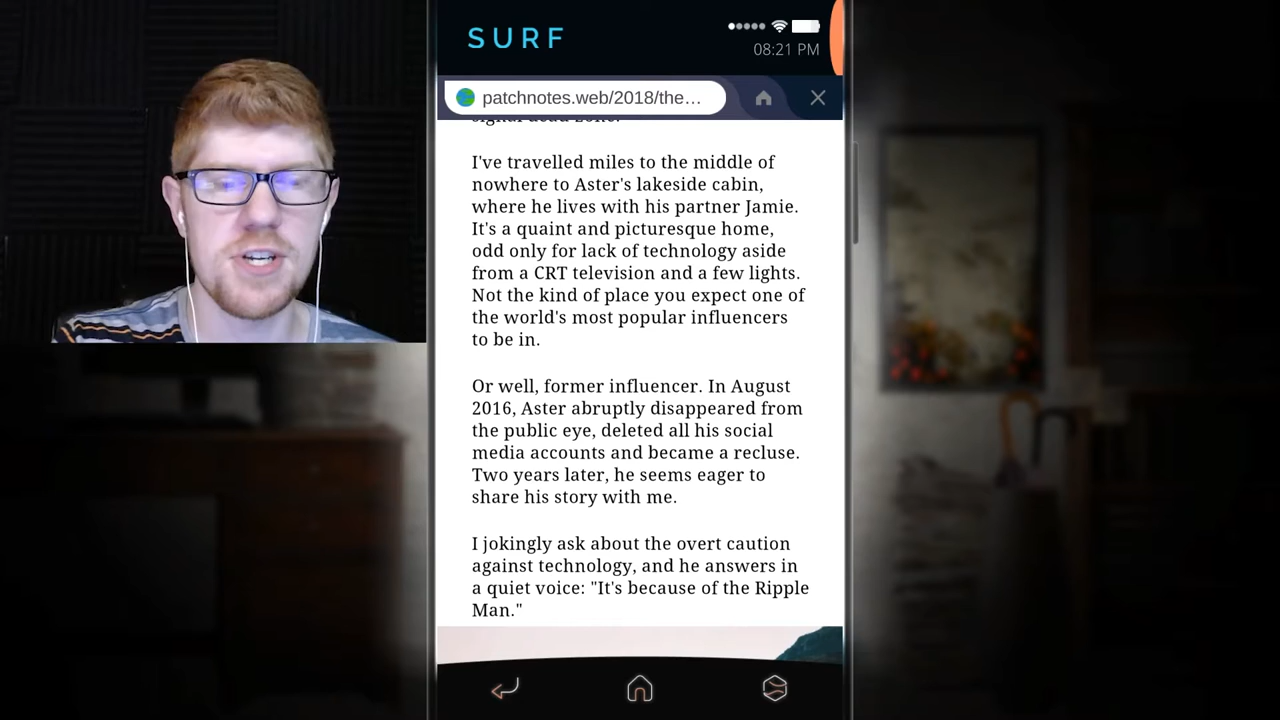 SURF
08:21 PM
patchnotes.web/2018/the...
signal dead zone.
I've travelled miles to the middle of
nowhere to Aster's lakeside cabin,
where he lives with his partner Jamie.
It's a quaint and picturesque home,
odd only for lack of technology aside
from a CRT television and a few lights.
Not the kind of place you expect one of
the world's most popular influencers
to be in.
Or well, former influencer. In August
2016, Aster abruptly disappeared from
the public eye, deleted all his social
media accounts and became a recluse.
Two years later, he seems eager to
share his story with me.
I jokingly ask about the overt caution
against technology, and he answers in
a quiet voice: "It's because of the Ripple
Man."